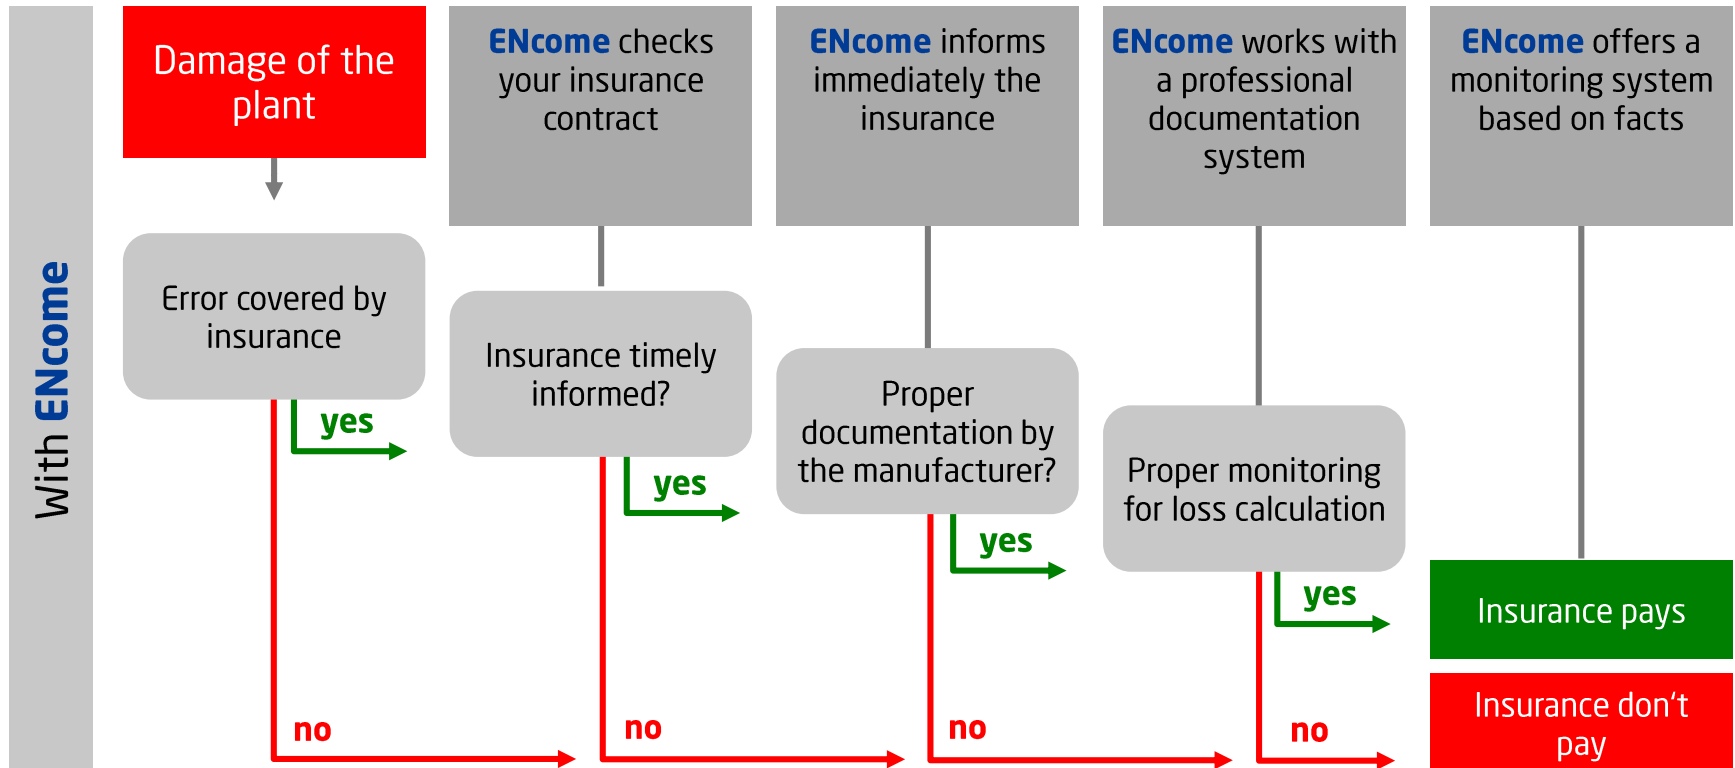 With ENcome
Damage of the
plant
ENcome checks
your insurance
contract
ENcome informs
immediately the
insurance
ENcome works with
a professional
documentation
system
ENcome offers a
monitoring system
based on facts
Error covered by
insurance
yes
no
Insurance timely
informed?
yes
no
Proper
documentation by
the manufacturer?
yes
no
Proper monitoring
for loss calculation
yes
no
Insurance pays
Insurance don‘t
pay